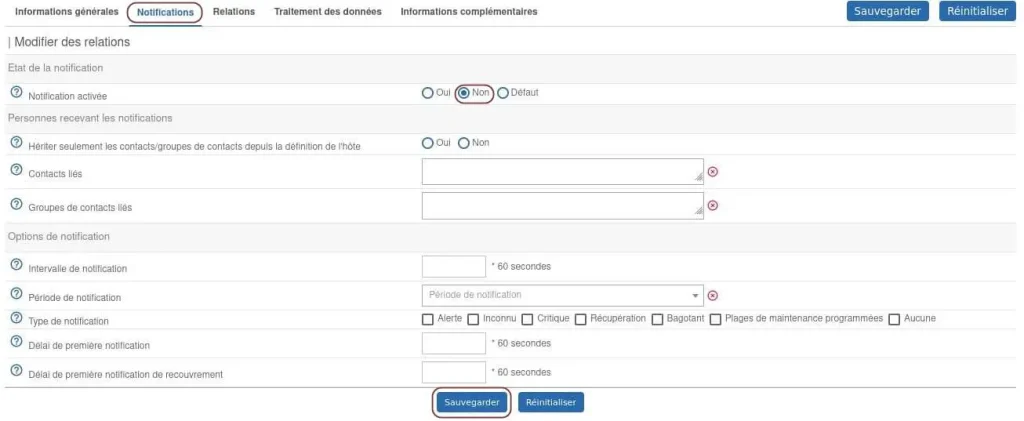 Informations générales Notifications Relations Traitement des données Informations complémentaires Sauvegarder Réinitialiser
| Modifier des relations
Etat de la notification
Notification activée Oui Non Défaut
Personnes recevant les notifications
Hériter seulement les contacts/groupes de contacts depuis la définition de l'hôte Oui Non
Contacts liés
Groupes de contacts liés
Options de notification
Intervalle de notification * 60 secondes
Période de notification Période de notification
Type de notification Alerte Inconnu Critique Récupération Bagotant Plages de maintenance programmées Aucune
Délai de première notification * 60 secondes
Délai de première notification de recouvrement * 60 secondes
Sauvegarder Réinitialiser